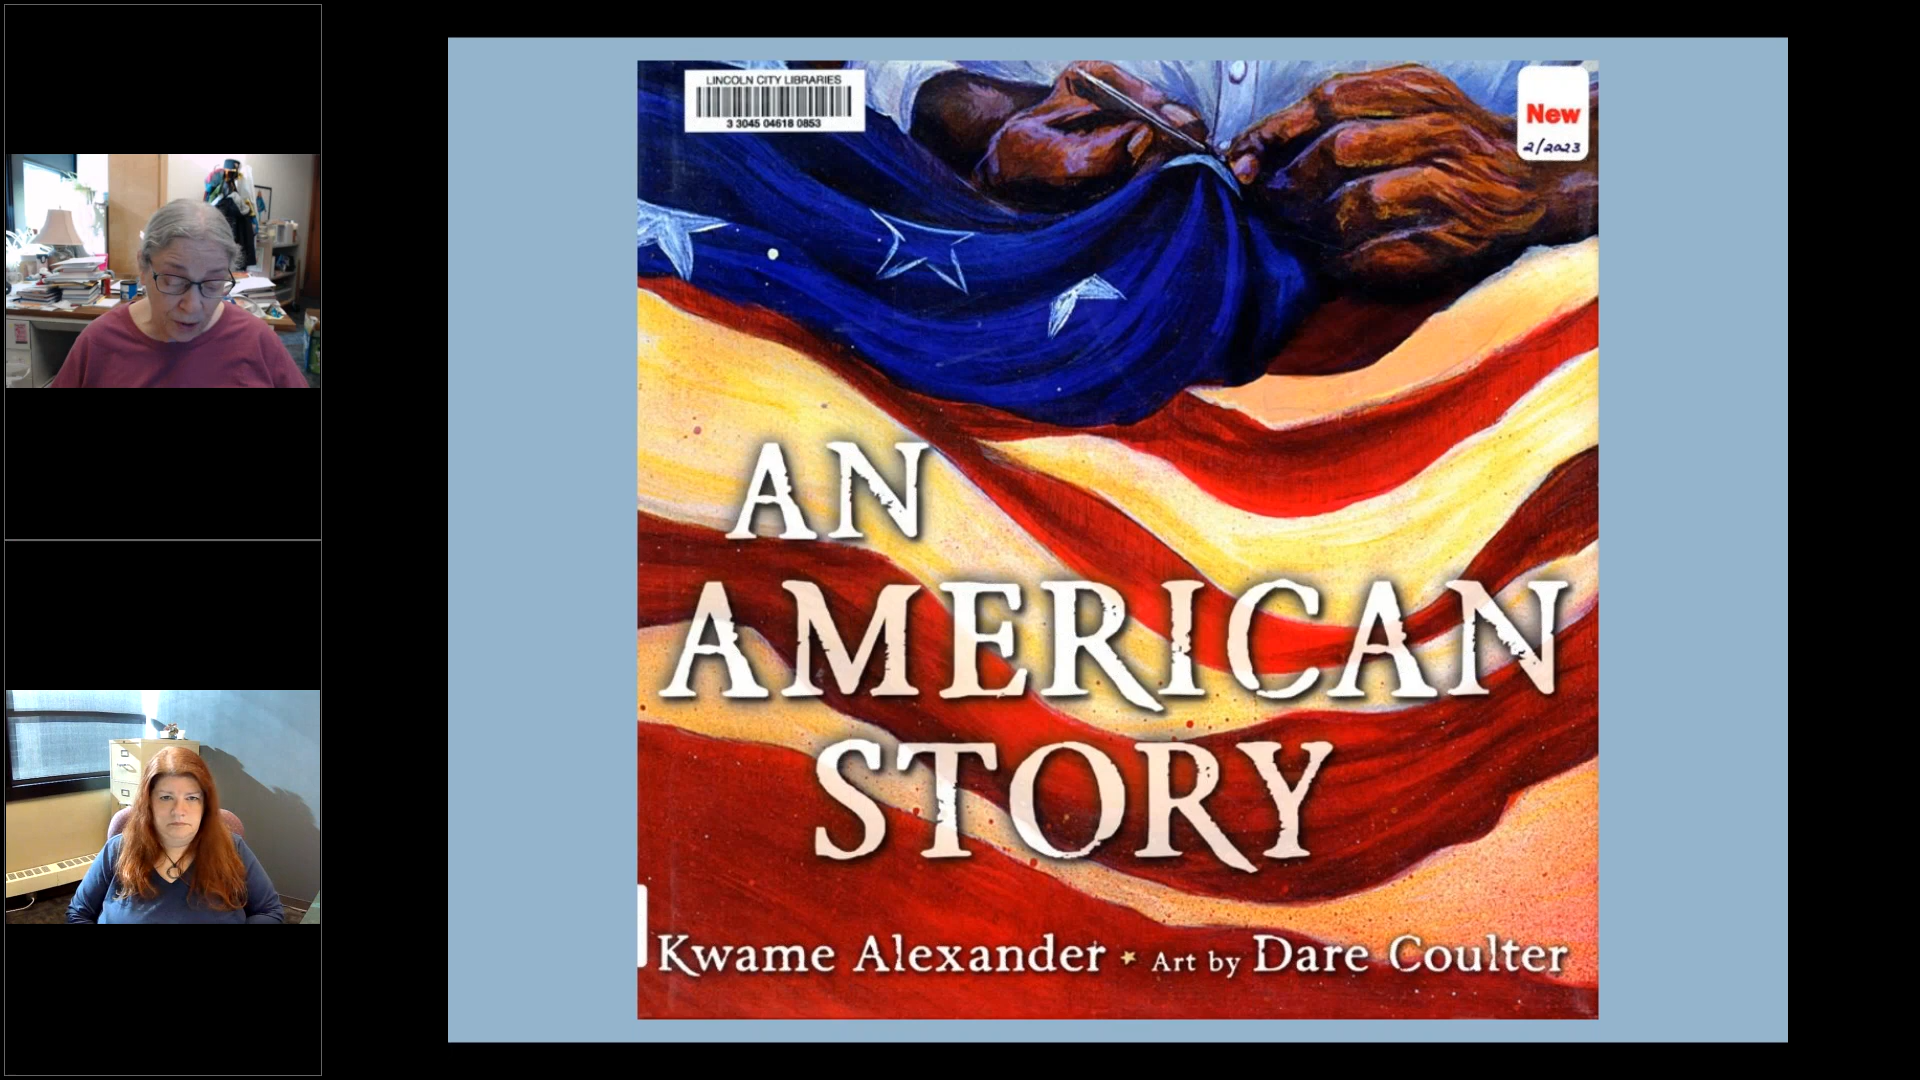 LINCOLN CITY LIBRARIES
3 3045 04618 0853
New
2/2023
AN
AMERICAN
STORY
Kwame Alexander ★ Art by Dare Coulter